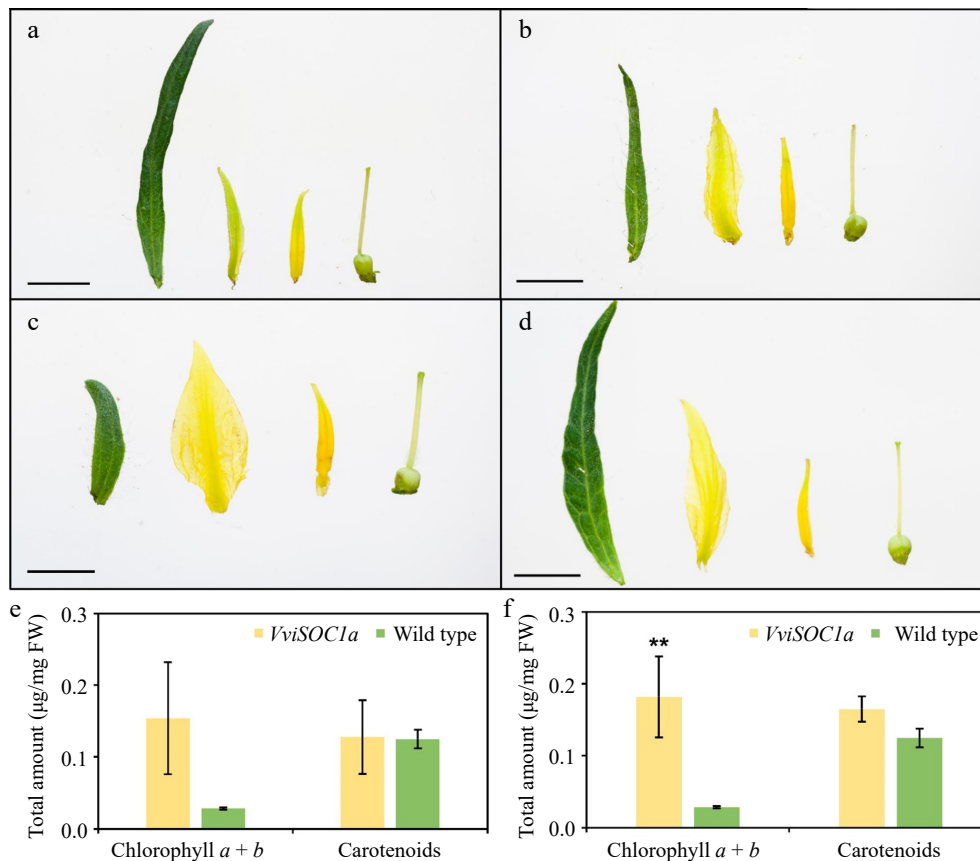 a
b
c
d
e
0.3
0.2
0.1
0.0
Total amount (μg/mg FW)
VviSOC1a
Wild type
Chlorophyll a + b
Carotenoids
f
0.3
0.2
0.1
0.0
Total amount (μg/mg FW)
VviSOC1a
Wild type
**
Chlorophyll a + b
Carotenoids